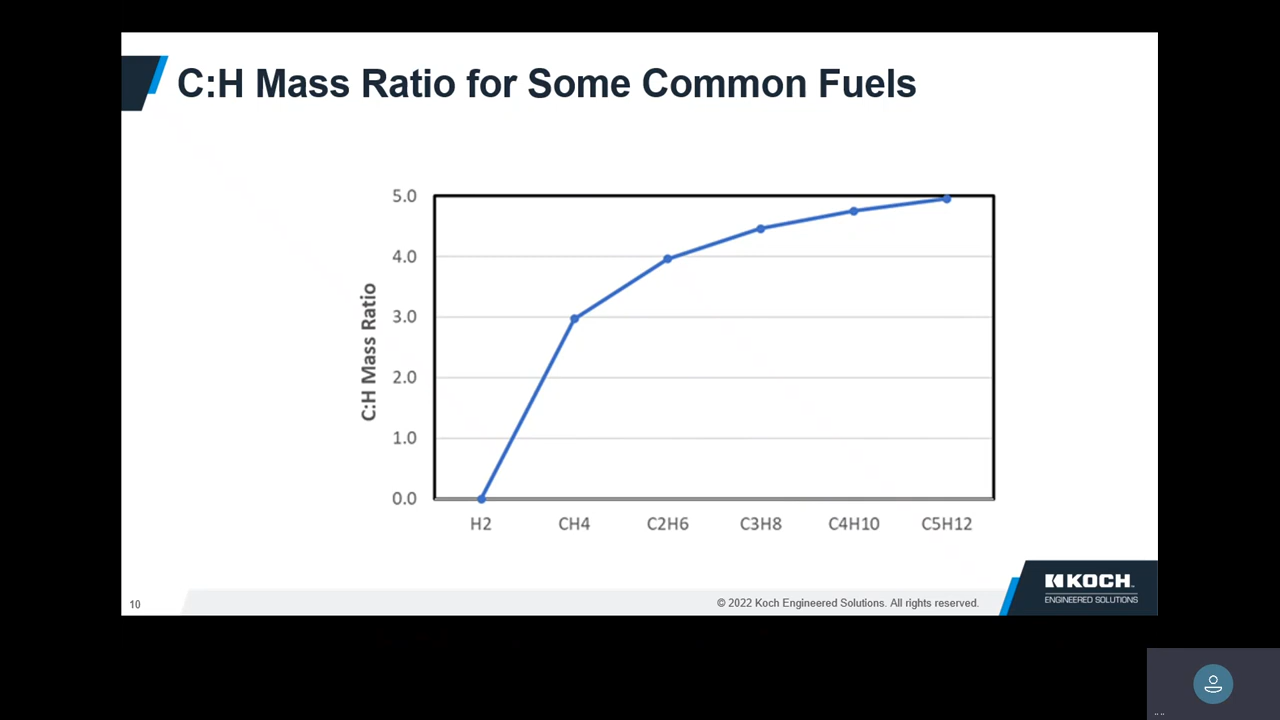 C:H Mass Ratio for Some Common Fuels
5.0
4.0
3.0
2.0
1.0
0.0
C:H Mass Ratio
H2 CH4 C2H6 C3H8 C4H10 C5H12
10
© 2022 Koch Engineered Solutions. All rights reserved.
KOCH™
ENGINEERED SOLUTIONS